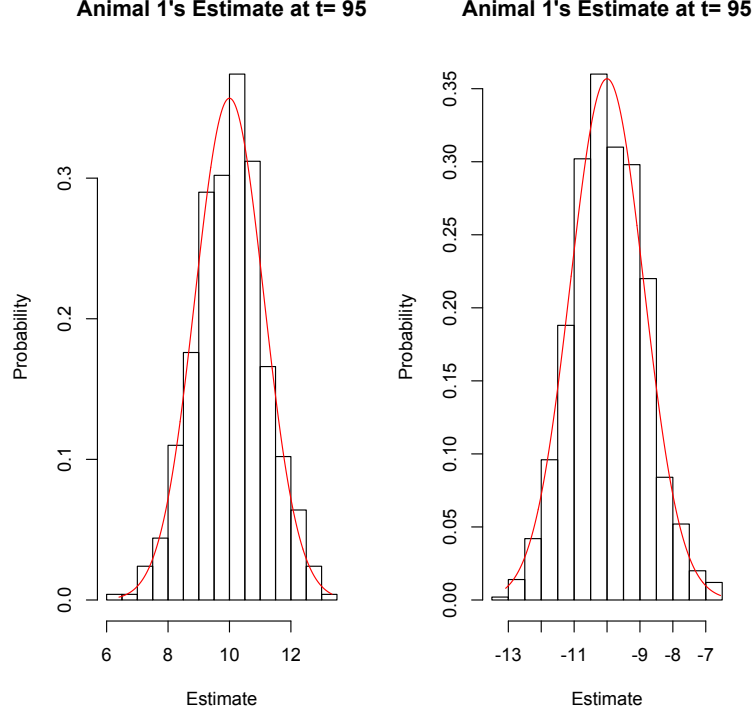 Animal 1's Estimate at t= 95
Probability
0.0
0.1
0.2
0.3
6 8 10 12
Estimate
Animal 1's Estimate at t= 95
Probability
0.00
0.05
0.10
0.15
0.20
0.25
0.30
0.35
-13 -11 -9 -8 -7
Estimate